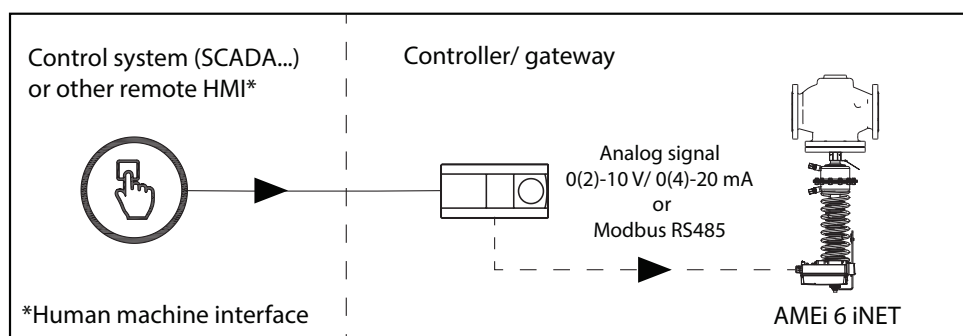 Control system (SCADA...)
or other remote HMI*
Controller/ gateway
Analog signal
0(2)-10 V/ 0(4)-20 mA
or
Modbus RS485
*Human machine interface
AMEi 6 iNET